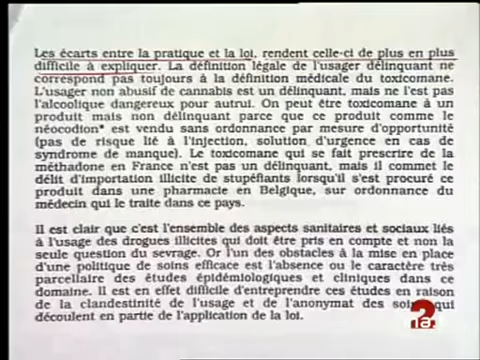 Les écarts entre la pratique et la loi, rendent celle-ci de plus en plus
difficile à expliquer. La définition légale de l'usager délinquant ne
correspond pas toujours à la définition médicale du toxicomane.
L'usager non abusif de cannabis est un délinquant, mais ne l'est pas
l'alcoolique dangereux pour autrui. On peut être toxicomane à un
produit mais non délinquant parce que ce produit comme le
néocodion* est vendu sans ordonnance par mesure d'opportunité
(pas de risque lié à l'injection, solution d'urgence en cas de
syndrome de manque). Le toxicomane qui se fait prescrire de la
méthadone en France n'est pas un délinquant, mais il commet le
délit d'importation illicite de stupéfiants lorsqu'il s'est procuré ce
produit dans une pharmacie en Belgique, sur ordonnance du
médecin qui le traite dans ce pays.
Il est clair que c'est l'ensemble des aspects sanitaires et sociaux liés
à l'usage des drogues illicites qui doit être pris en compte et non la
seule question du sevrage. Or l'un des obstacles à la mise en place
d'une politique de soins efficace est l'absence ou le caractère très
parcellaire des études épidémiologiques et cliniques dans ce
domaine. Il est en effet difficile d'entreprendre ces études en raison
de la clandestinité de l'usage et de l'anonymat des soins qui
découlent en partie de l'application de la loi.
2
ina.